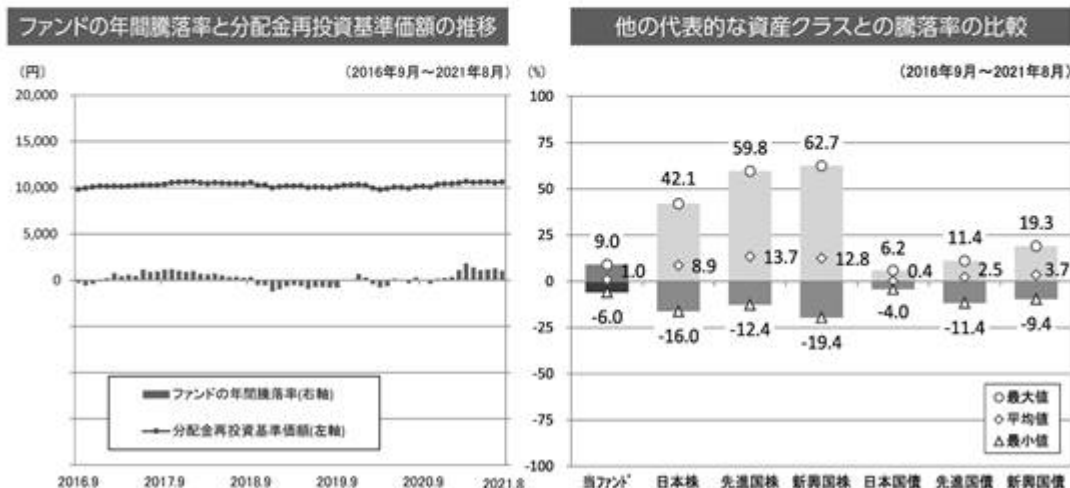 ファンドの年間騰落率と分配金再投資基準価額の推移
(円)
(2016年9月～2021年8月)
20,000
15,000
10,000
5,000
0
ファンドの年間騰落率(右軸)
分配金再投資基準価額(左軸)
2016.9 2017.9 2018.9 2019.9 2020.9 2021.8
他の代表的な資産クラスとの騰落率の比較
(%)
(2016年9月～2021年8月)
100
75
50
25
0
-25
-50
-75
-100
9.0 42.1 59.8 62.7 6.2 11.4 19.3
1.0 8.9 13.7 12.8 0.4 2.5 3.7
-6.0 -16.0 -12.4 -19.4 -4.0 -11.4 -9.4
最大値
平均値
最小値
当ファンド 日本株 先進国株 新興国株 日本国債 先進国債 新興国債